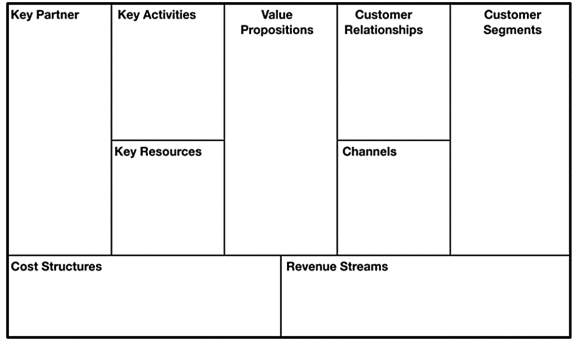 Key Partner
Key Activities
Value
Propositions
Customer
Relationships
Customer
Segments
Key Resources
Channels
Cost Structures
Revenue Streams